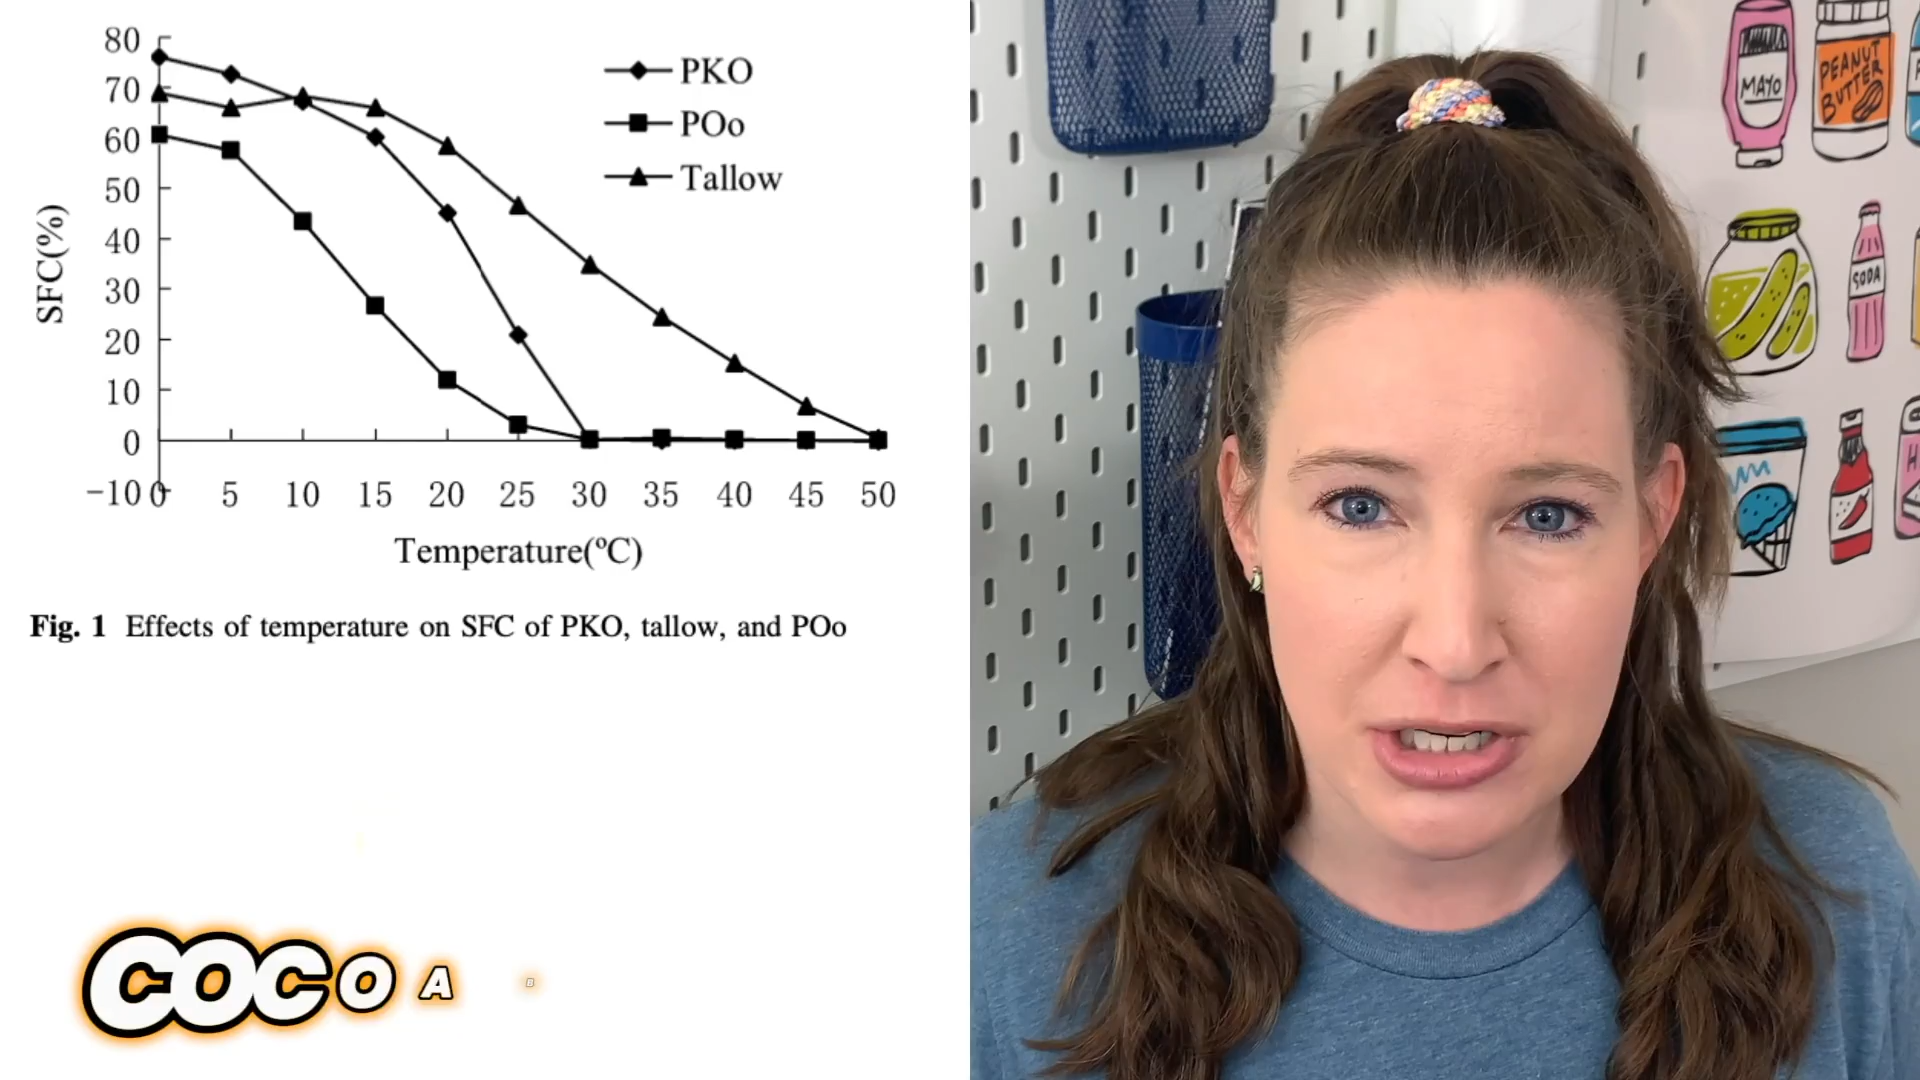 80
70
60
50
40
30
20
10
0
−10
SFC(%)
PKO
POo
Tallow
0 5 10 15 20 25 30 35 40 45 50
Temperature(ºC)
Fig. 1 Effects of temperature on SFC of PKO, tallow, and POo
COCOA B
MAYO
PEANUT
BUTTER
SODA